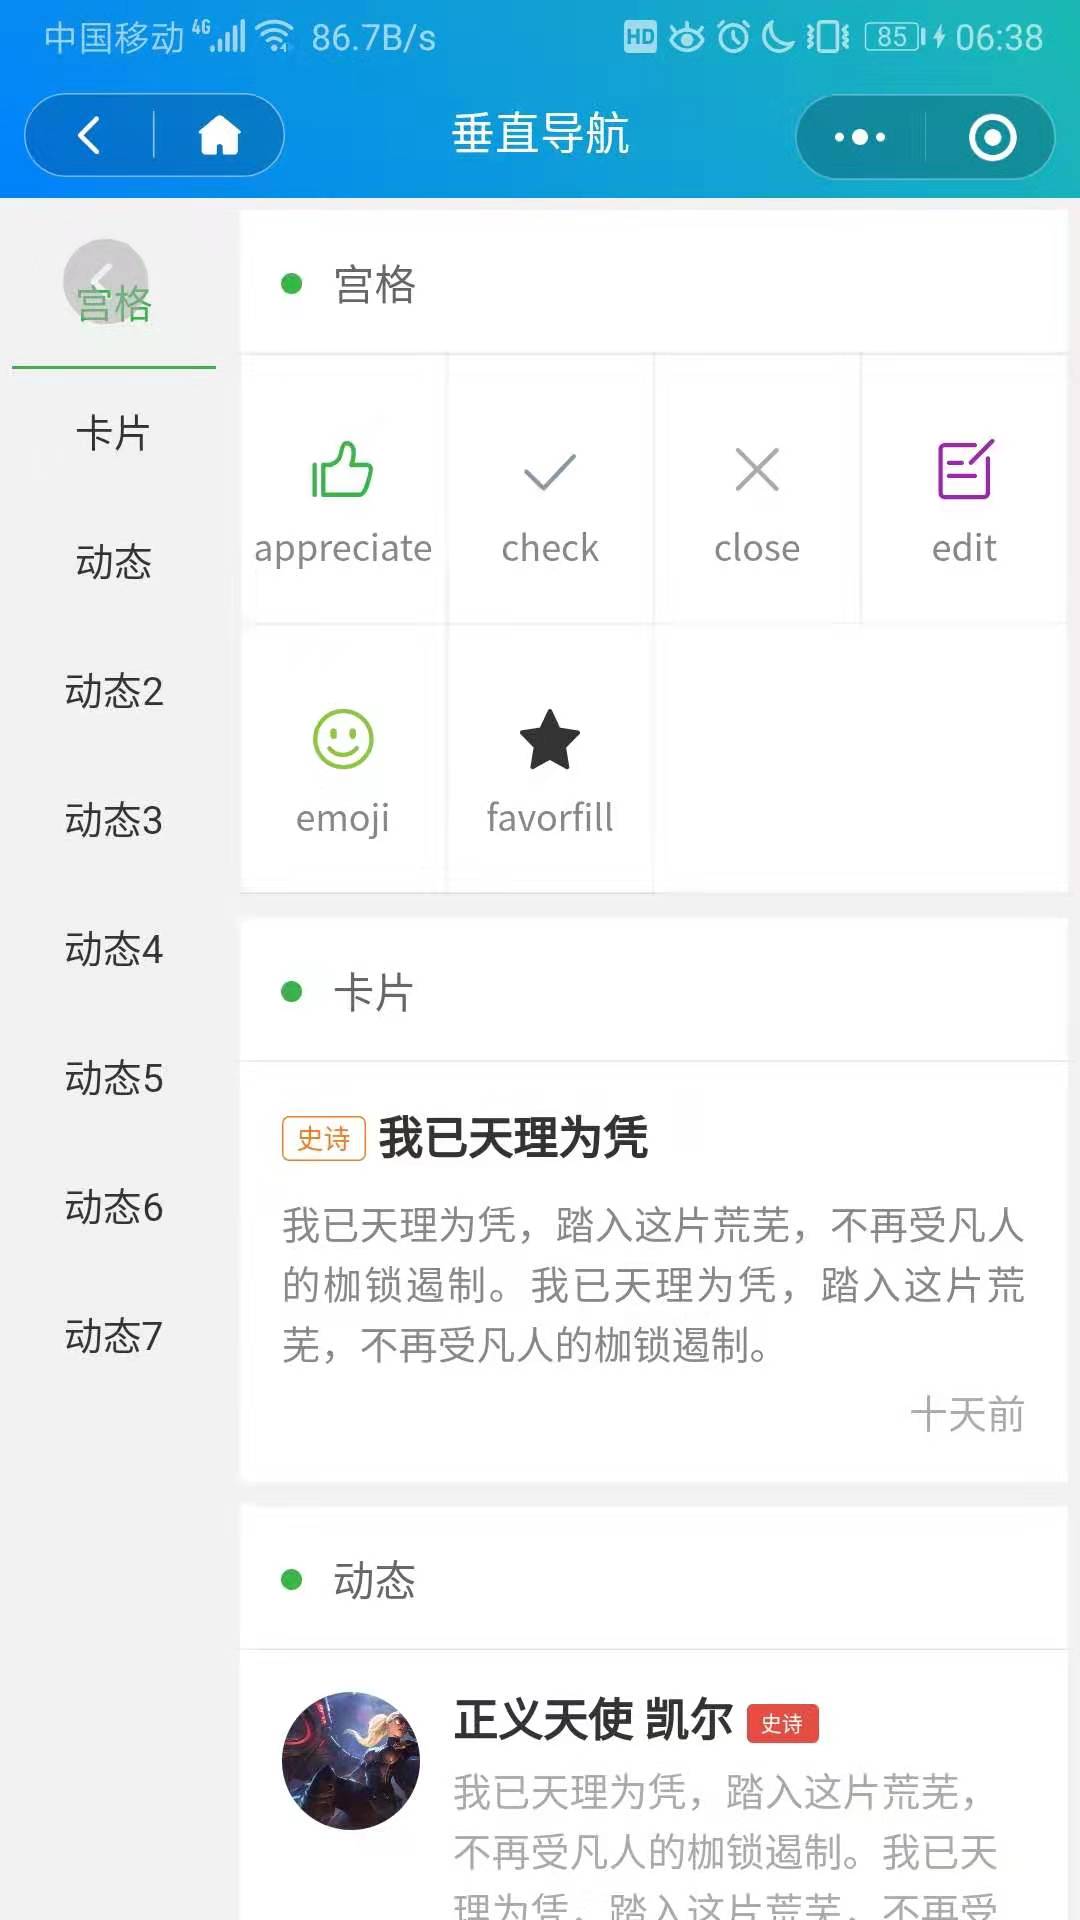 中国移动 4G 86.7B/s HD 85 06:38
垂直导航
宫格
卡片
动态
动态2
动态3
动态4
动态5
动态6
动态7
宫格
appreciate check close edit
emoji favorfill
卡片
史诗 我已天理为凭
我已天理为凭，踏入这片荒芜，不再受凡人
的枷锁遏制。我已天理为凭，踏入这片荒
芜，不再受凡人的枷锁遏制。
十天前
动态
正义天使 凯尔 史诗
我已天理为凭，踏入这片荒芜，
不再受凡人的枷锁遏制。我已天
理为凭，踏入这片荒芜，不再受